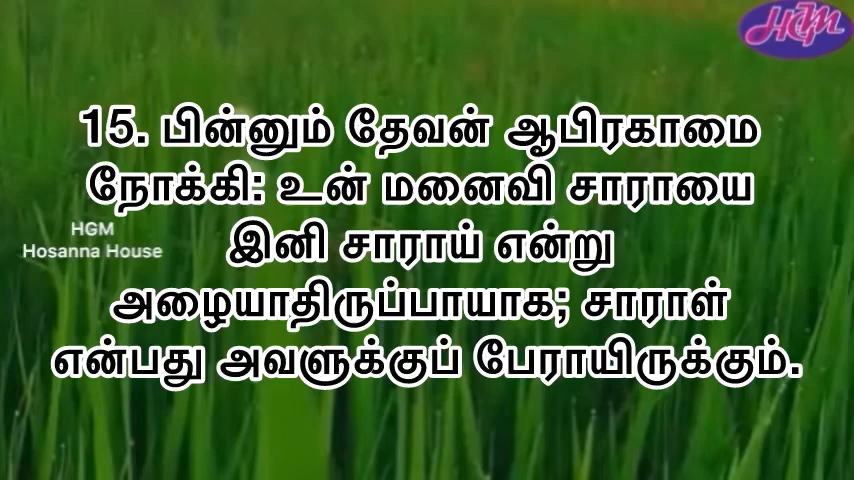 HGM
15. பின்னும் தேவன் ஆபிரகாமை
நோக்கி: உன் மனைவி சாராயை
இனி சாராய் என்று
அழையாதிருப்பாயாக; சாராள்
என்பது அவளுக்குப் பேராயிருக்கும்.
HGM
Hosanna House